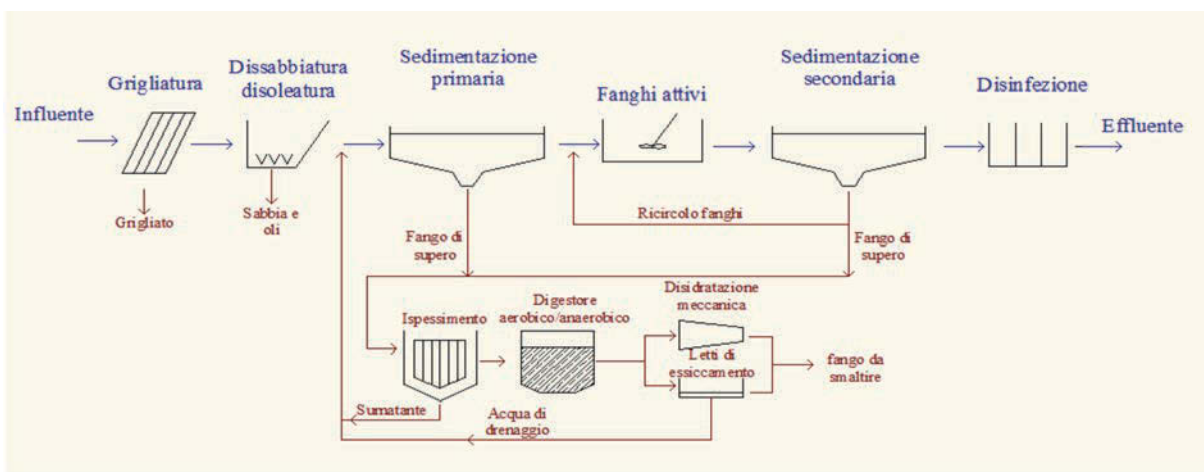 Influente
Grigliatura
Dissabbiatura
disoleatura
Sedimentazione
primaria
Fanghi attivi
Sedimentazione
secondaria
Disinfezione
Effluente
Grigliato
Sabbia e
oli
Ricircolo fanghi
Fango di
supero
Fango di
supero
Ispessimento
Digestore
aerobico/anaerobico
Disidratazione
meccanica
Letti di
essiccamento
fango da
smaltire
Surnatante
Acqua di
drenaggio